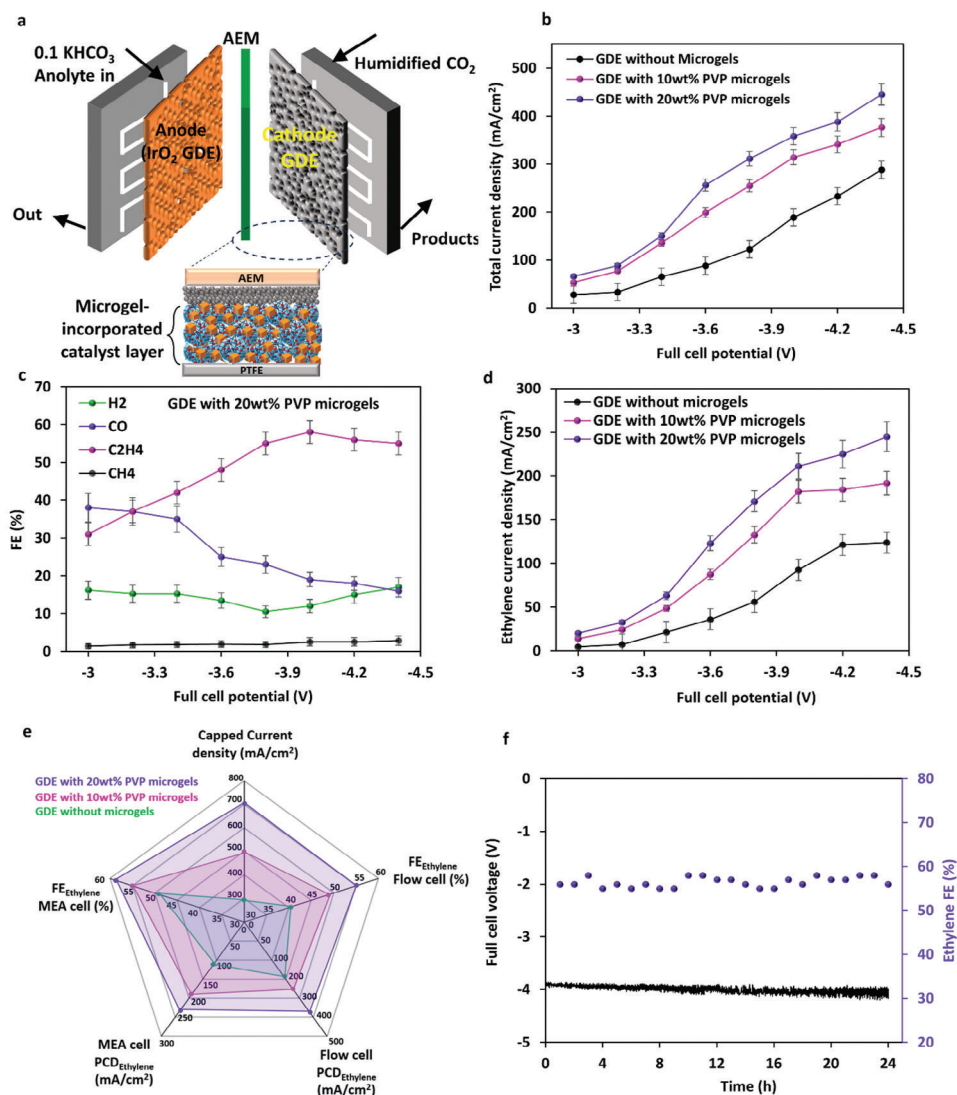 a
0.1 KHCO3
Anolyte in
AEM
Humidified CO2
Anode
(IrO2 GDE)
Cathode
GDE
Out
Products
AEM
Microgel-
incorporated
catalyst layer
PTFE
b
GDE without Microgels
GDE with 10wt% PVP microgels
GDE with 20wt% PVP microgels
Total current density (mA/cm2)
500
400
300
200
100
0
-3 -3.3 -3.6 -3.9 -4.2 -4.5
Full cell potential (V)
c
H2
CO
C2H4
CH4
GDE with 20wt% PVP microgels
FE (%)
70
60
50
40
30
20
10
0
-3 -3.3 -3.6 -3.9 -4.2 -4.5
Full cell potential (V)
d
GDE without microgels
GDE with 10wt% PVP microgels
GDE with 20wt% PVP microgels
Ethylene current density (mA/cm2)
300
250
200
150
100
50
0
-3 -3.3 -3.6 -3.9 -4.2 -4.5
Full cell potential (V)
e
Capped Current
density (mA/cm2)
GDE with 20wt% PVP microgels
GDE with 10wt% PVP microgels
GDE without microgels
800
700
600
500
400
300
0
FEEthylene
Flow cell (%)
60
55
50
45
40
35
30
0
Flow cell
PCDEthylene
(mA/cm2)
500
400
300
200
100
50
0
MEA cell
PCDEthylene
(mA/cm2)
300
250
200
150
100
50
0
FEEthylene
MEA cell (%)
60
55
50
45
40
35
30
f
Full cell voltage (V)
0
-1
-2
-3
-4
-5
0 4 8 12 16 20 24
Time (h)
80
70
60
50
40
30
20
Ethylene FE (%)